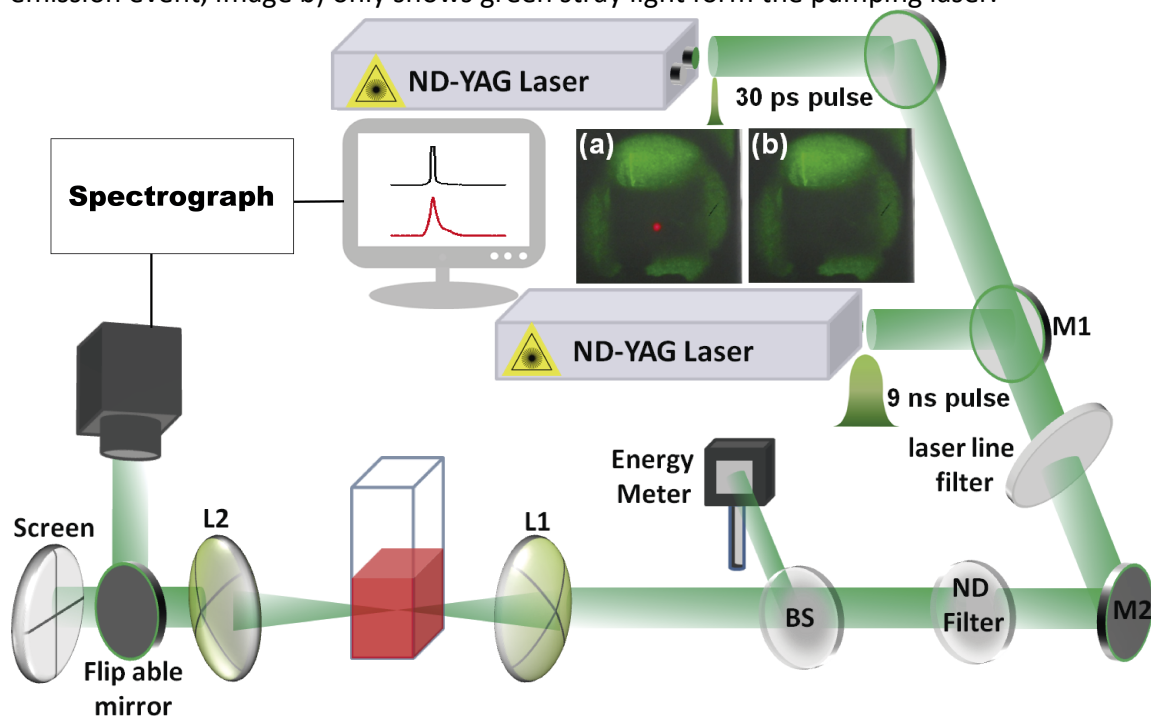 emission event, image b) only shows green stray light form the pumping laser.
ND-YAG Laser
30 ps pulse
(a)
(b)
Spectrograph
ND-YAG Laser
M1
9 ns pulse
laser line
filter
Energy
Meter
Screen
L2
L1
BS
ND
Filter
M2
Flip able
mirror